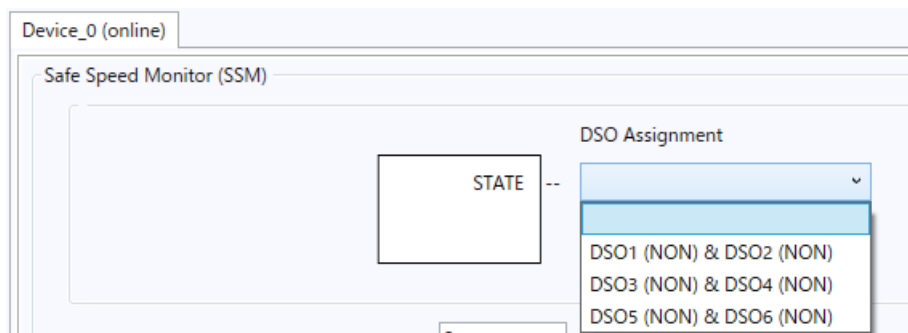 Device_0 (online)
Safe Speed Monitor (SSM)
DSO Assignment
STATE --
DSO1 (NON) & DSO2 (NON)
DSO3 (NON) & DSO4 (NON)
DSO5 (NON) & DSO6 (NON)